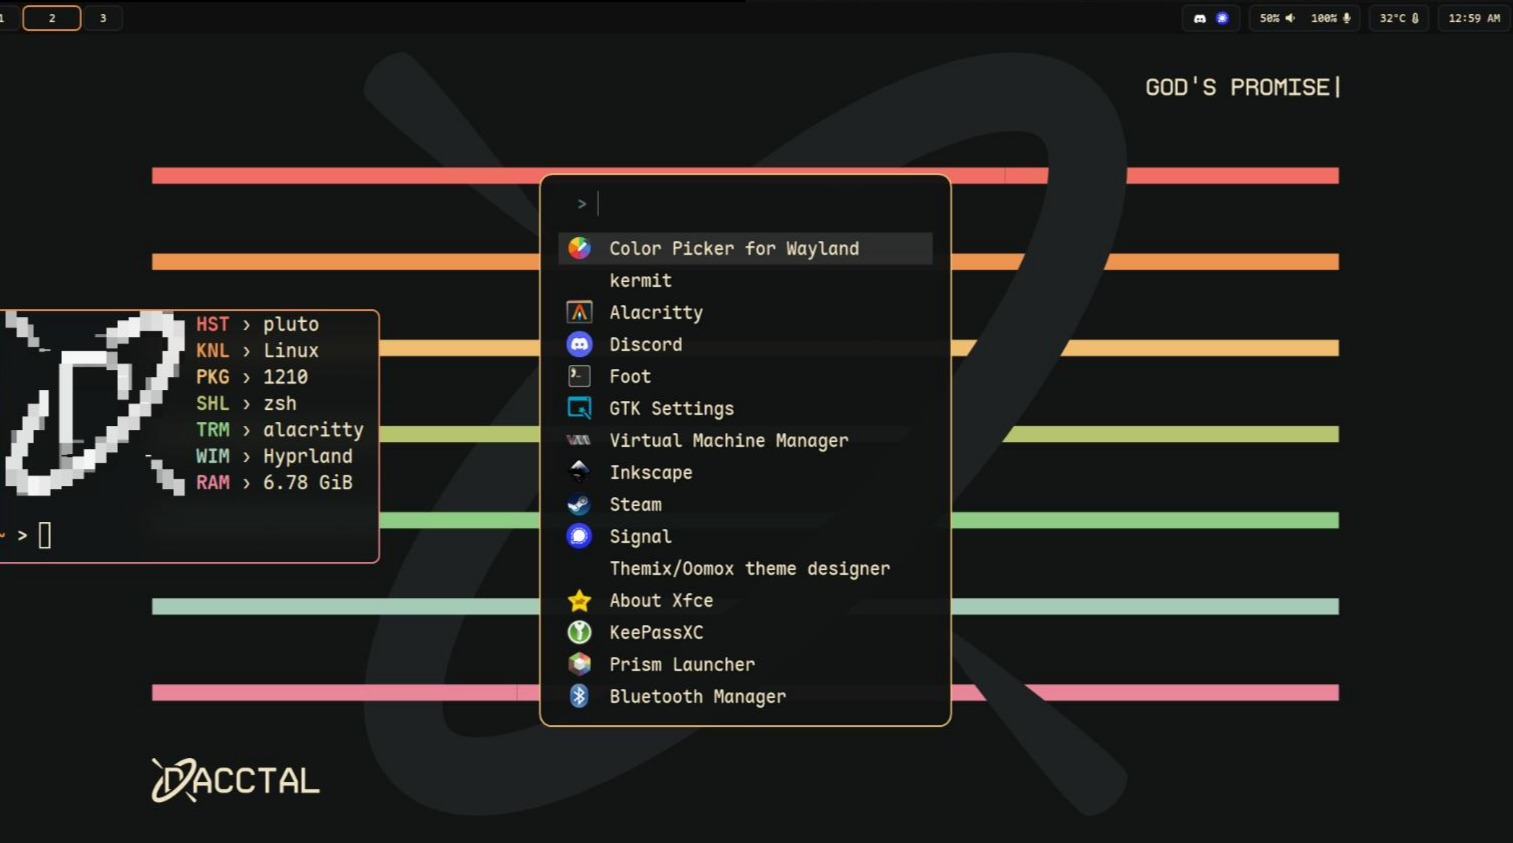 1 2 3 50% 100% 32°C 12:59 AM
GOD'S PROMISE|
>
Color Picker for Wayland
kermit
Alacritty
Discord
Foot
GTK Settings
Virtual Machine Manager
Inkscape
Steam
Signal
Themix/Oomox theme designer
About Xfce
KeePassXC
Prism Launcher
Bluetooth Manager
HST > pluto
KNL > Linux
PKG > 1210
SHL > zsh
TRM > alacritty
WIM > Hyprland
RAM > 6.78 GiB
~ >
DACCTAL